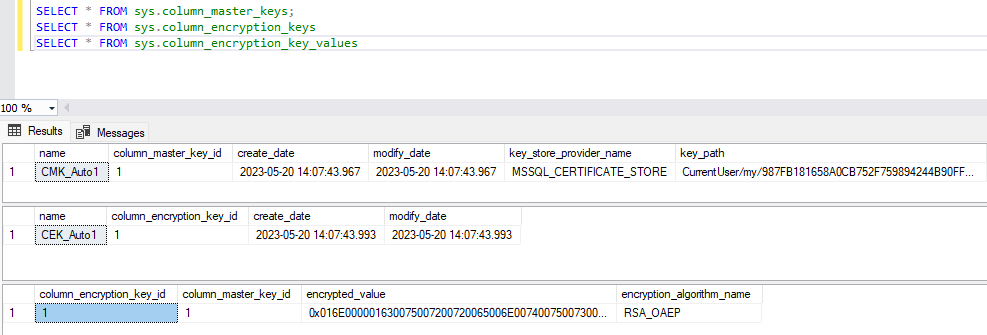 SELECT * FROM sys.column_master_keys;
SELECT * FROM sys.column_encryption_keys
SELECT * FROM sys.column_encryption_key_values
100 %
Results Messages
name column_master_key_id create_date modify_date key_store_provider_name key_path
1 CMK_Auto1 1 2023-05-20 14:07:43.967 2023-05-20 14:07:43.967 MSSQL_CERTIFICATE_STORE CurrentUser/my/987FB181658A0CB752F759894244B90FF...
name column_encryption_key_id create_date modify_date
1 CEK_Auto1 1 2023-05-20 14:07:43.993 2023-05-20 14:07:43.993
column_encryption_key_id column_master_key_id encrypted_value encryption_algorithm_name
1 1 1 0x016E000001630075007200720065006E00740075007300... RSA_OAEP